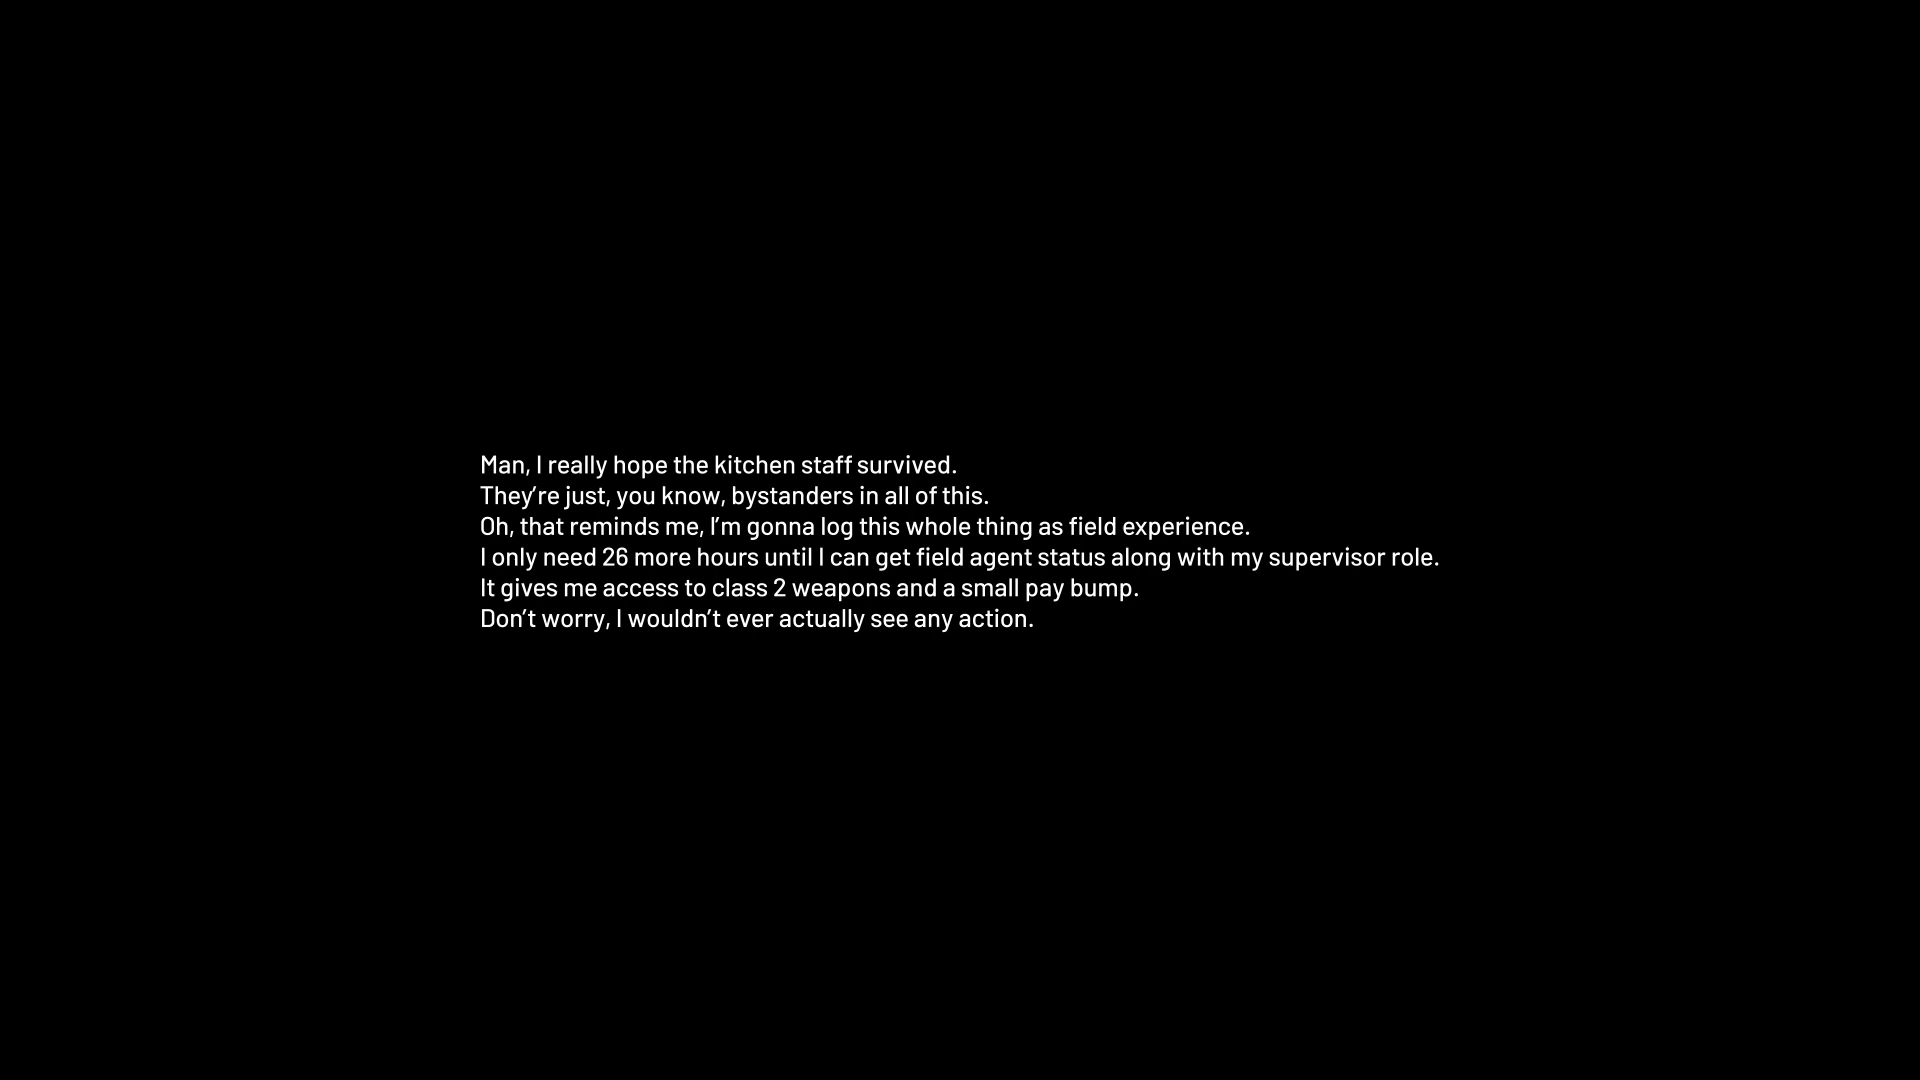 Man, I really hope the kitchen staff survived.
They’re just, you know, bystanders in all of this.
Oh, that reminds me, I’m gonna log this whole thing as field experience.
I only need 26 more hours until I can get field agent status along with my supervisor role.
It gives me access to class 2 weapons and a small pay bump.
Don’t worry, I wouldn’t ever actually see any action.